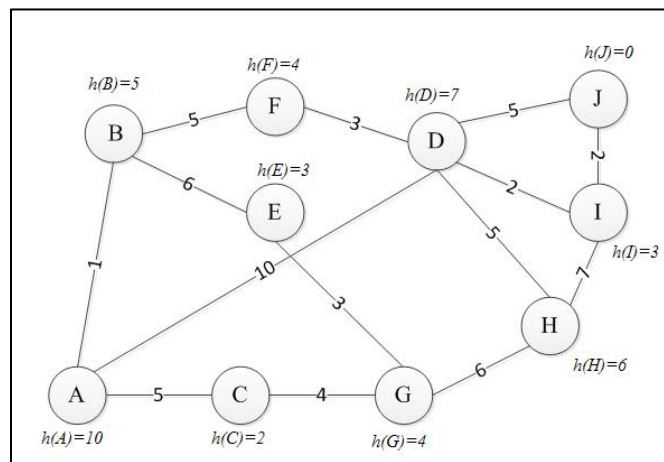 h(J)=0
h(F)=4
h(B)=5
h(D)=7
J
F
5
B
5
3
D
2
6
h(E)=3
2
E
I
5
h(I)=3
1
10
3
7
H
6
h(H)=6
A
5
C
4
G
h(A)=10
h(C)=2
h(G)=4